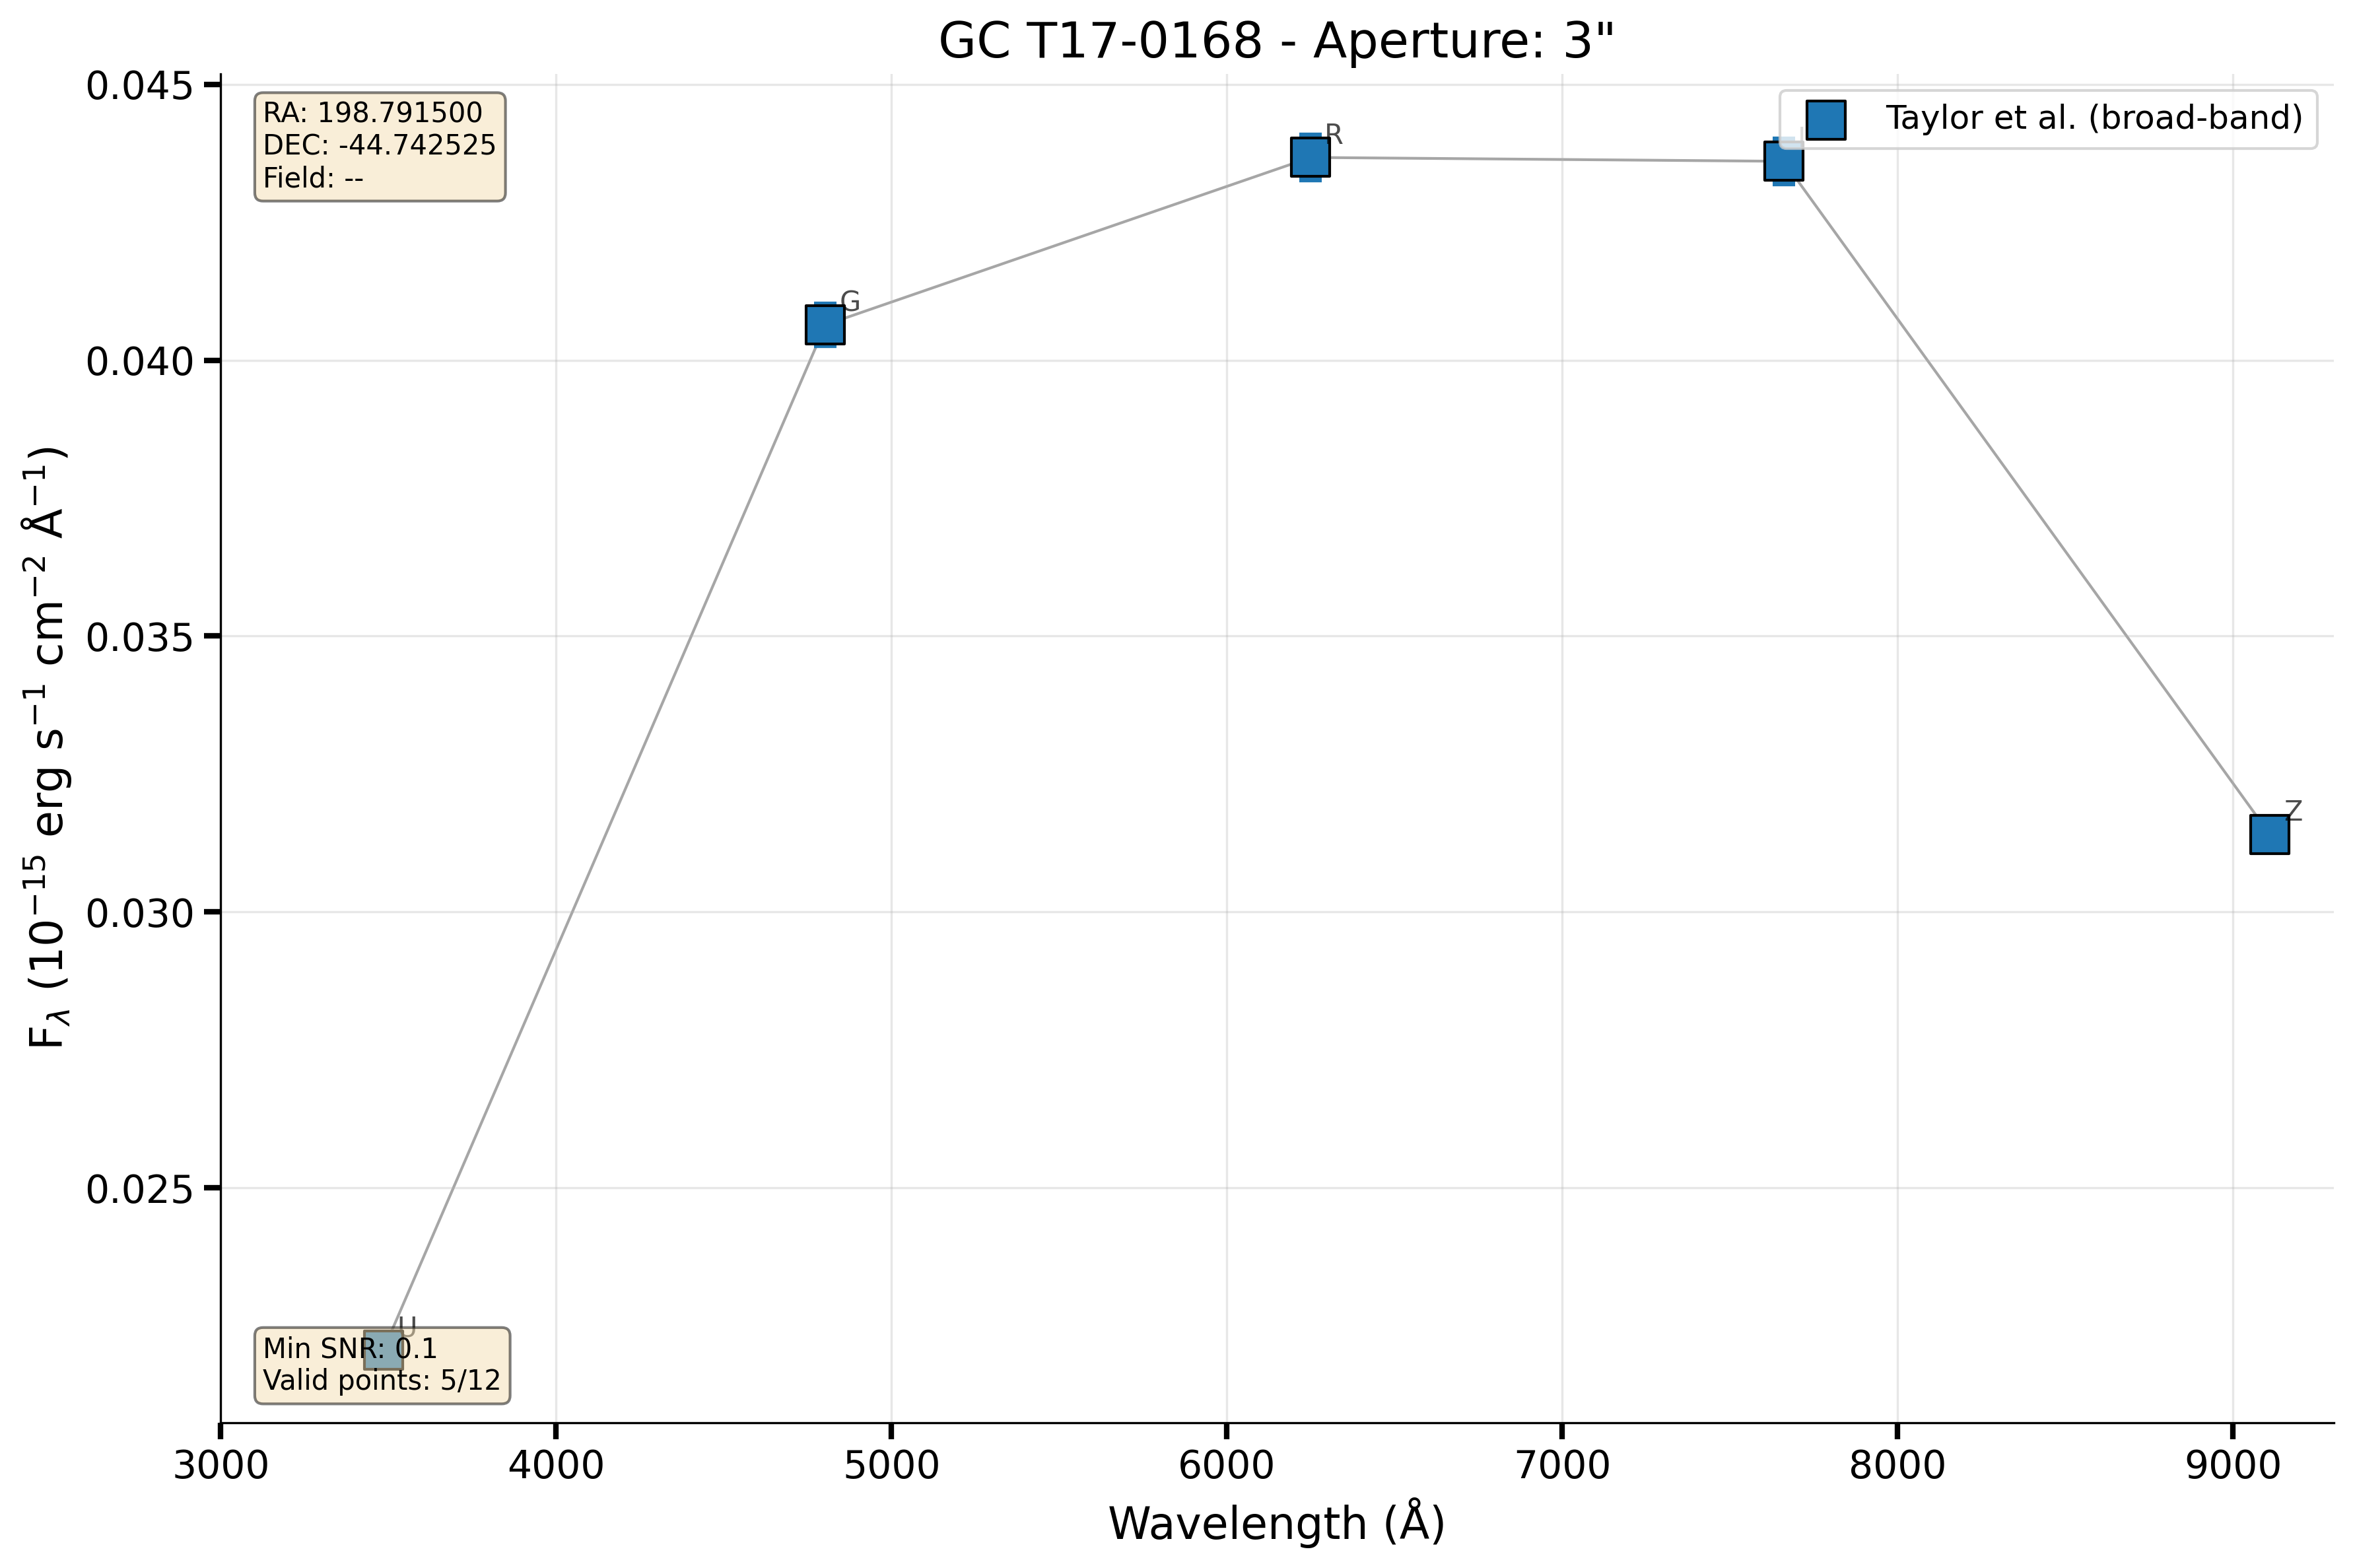 GC T17-0168 - Aperture: 3"
RA: 198.791500
DEC: -44.742525
Field: --
Taylor et al. (broad-band)
R
G
Z
U
Min SNR: 0.1
Valid points: 5/12
0.045
0.040
0.035
0.030
0.025
F_λ (10⁻¹⁵ erg s⁻¹ cm⁻² Å⁻¹)
3000 4000 5000 6000 7000 8000 9000
Wavelength (Å)